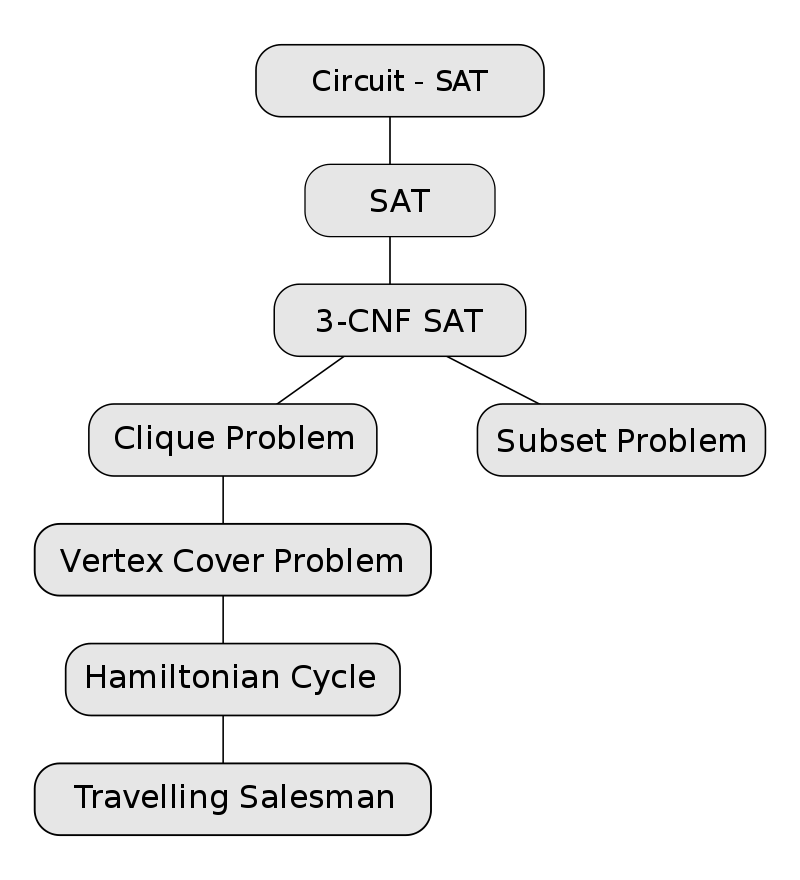 Circuit - SAT
SAT
3-CNF SAT
Clique Problem
Subset Problem
Vertex Cover Problem
Hamiltonian Cycle
Travelling Salesman